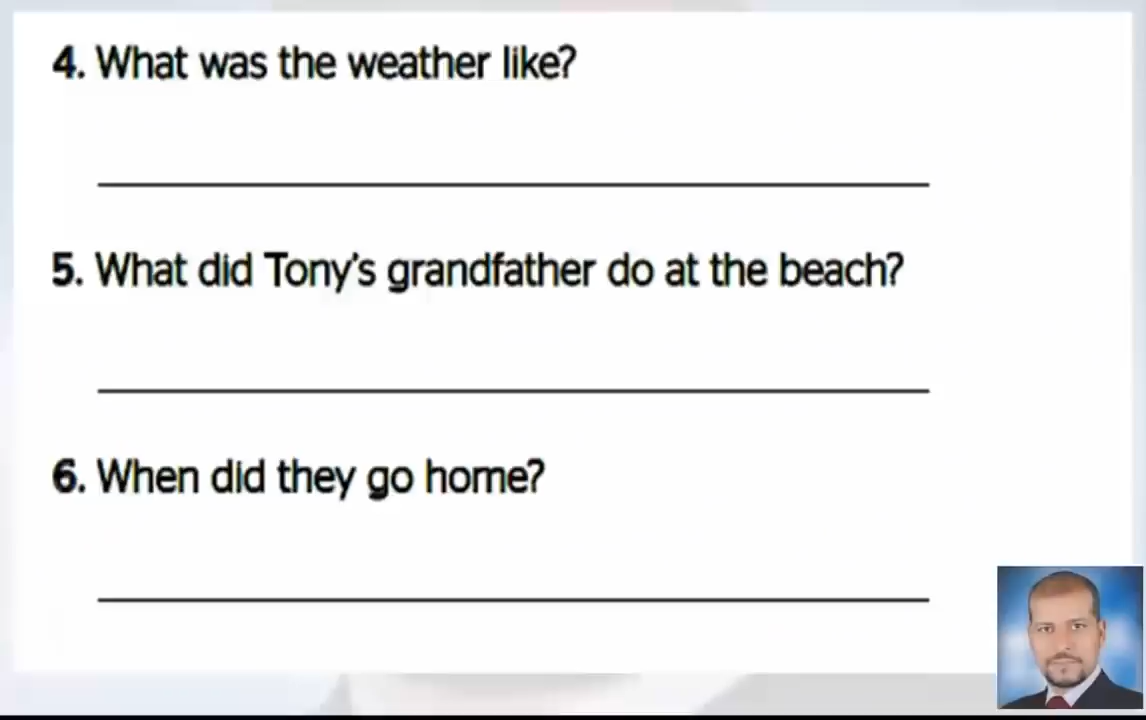 4. What was the weather like?
5. What did Tony's grandfather do at the beach?
6. When did they go home?